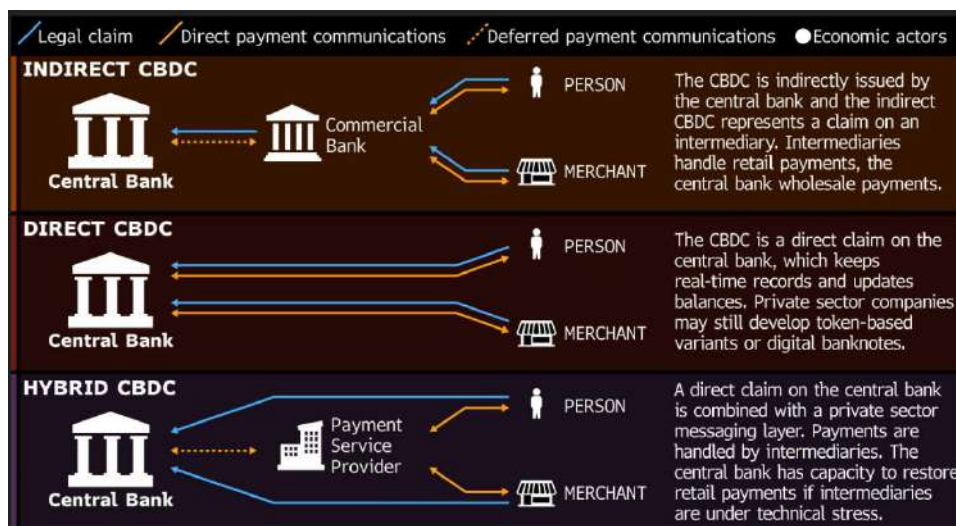 Legal claim Direct payment communications Deferred payment communications Economic actors
INDIRECT CBDC
Central Bank
Commercial
Bank
PERSON
MERCHANT
The CBDC is indirectly issued by
the central bank and the indirect
CBDC represents a claim on an
intermediary. Intermediaries
handle retail payments, the
central bank wholesale payments.
DIRECT CBDC
Central Bank
PERSON
MERCHANT
The CBDC is a direct claim on the
central bank, which keeps
real-time records and updates
balances. Private sector companies
may still develop token-based
variants or digital banknotes.
HYBRID CBDC
Central Bank
Payment
Service
Provider
PERSON
MERCHANT
A direct claim on the central bank
is combined with a private sector
messaging layer. Payments are
handled by intermediaries. The
central bank has capacity to restore
retail payments if intermediaries
are under technical stress.